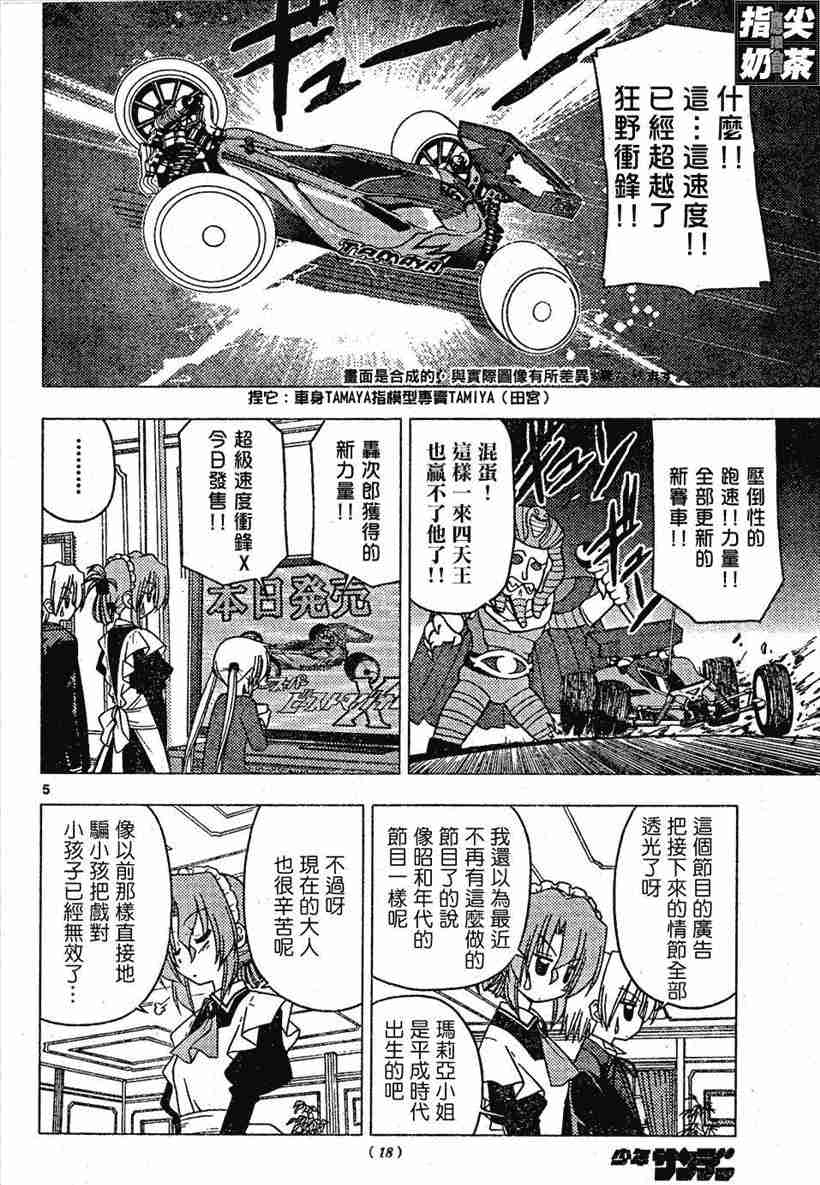 指尖
奶茶
什麼!!
這…這速度!!
已經超越了
狂野衝鋒!!
TAMAYA
畫面是合成的，與實際圖像有所差異
捏它：車身TAMAYA指模型專賣TAMIYA（田宮）
壓倒性的
跑速!!力量!!
全部更新的
新賽車!!
混蛋!
這樣一來四天王
也贏不了他了!!
轟次郎獲得的
新力量!!
超級速度衝鋒X
今日發售!!
…………
本日発売
X
5
這個節目的廣告
把接下來的情節全部
透光了呀
我還以為最近
不再有這麼做的
節目了的說
像昭和年代的
節目一樣呢
瑪莉亞小姐
是平成時代
出生的吧
不過呀
現在的大人
也很辛苦呢
像以前那樣直接地
騙小孩把戲對
小孩子已經無效了…
(18)
少年サンデー